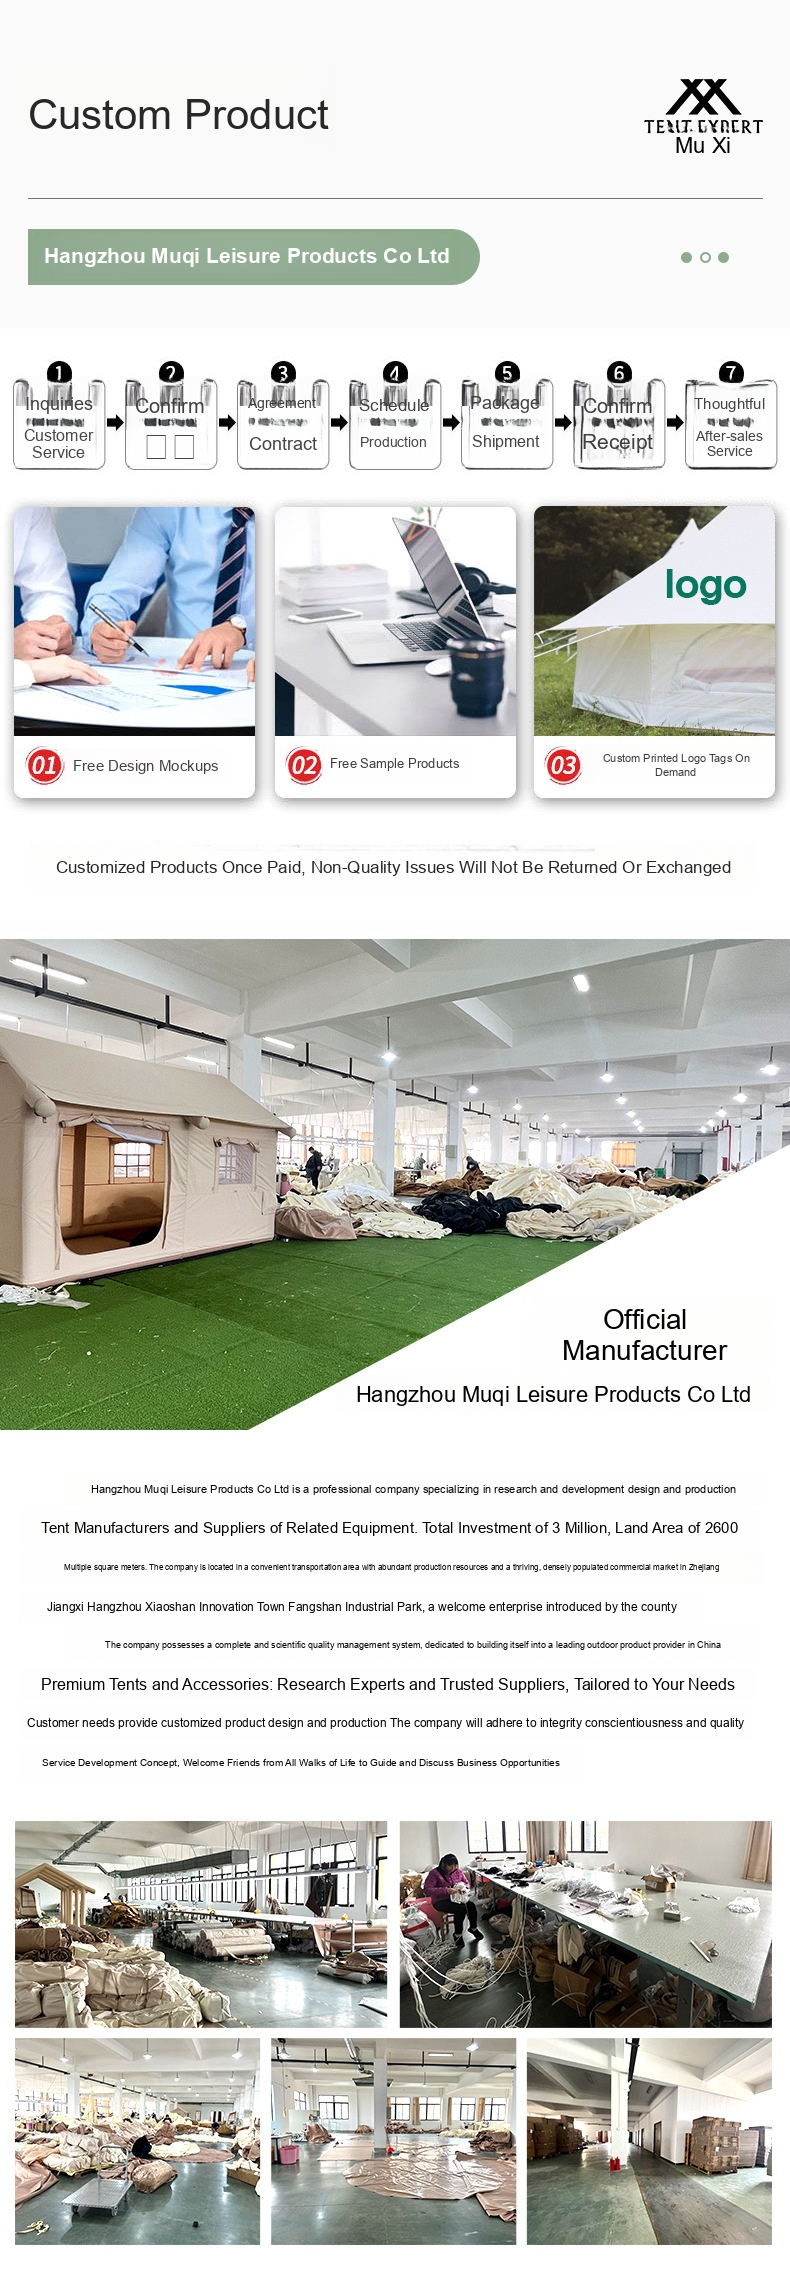 Custom Product
TENT EXPERT
Mu Xi
Hangzhou Muqi Leisure Products Co Ltd
1
2
3
4
5
6
7
Inquiries
Customer
Service
Confirm
Agreement
Contract
Schedule
Production
Package
Shipment
Confirm
Receipt
Thoughtful
After-sales
Service
logo
01 Free Design Mockups
02 Free Sample Products
03 Custom Printed Logo Tags On
Demand
Customized Products Once Paid, Non-Quality Issues Will Not Be Returned Or Exchanged
Official
Manufacturer
Hangzhou Muqi Leisure Products Co Ltd
Hangzhou Muqi Leisure Products Co Ltd is a professional company specializing in research and development design and production
Tent Manufacturers and Suppliers of Related Equipment. Total Investment of 3 Million, Land Area of 2600
Multiple square meters. The company is located in a convenient transportation area with abundant production resources and a thriving, densely populated commercial market in Zhejiang
Jiangxi Hangzhou Xiaoshan Innovation Town Fangshan Industrial Park, a welcome enterprise introduced by the county
The company possesses a complete and scientific quality management system, dedicated to building itself into a leading outdoor product provider in China
Premium Tents and Accessories: Research Experts and Trusted Suppliers, Tailored to Your Needs
Customer needs provide customized product design and production The company will adhere to integrity conscientiousness and quality
Service Development Concept, Welcome Friends from All Walks of Life to Guide and Discuss Business Opportunities